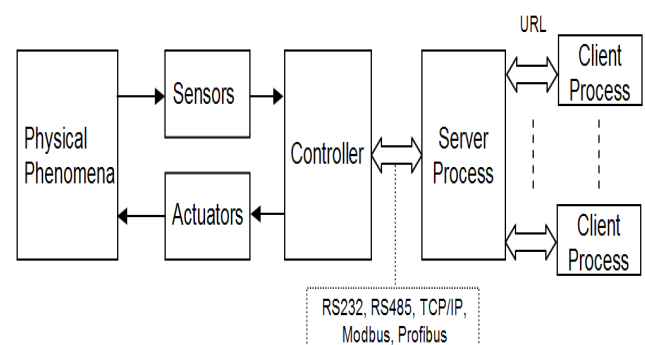 URL
Client
Process
Sensors
Physical
Phenomena
Controller
Server
Process
Actuators
Client
Process
RS232, RS485, TCP/IP,
Modbus, Profibus